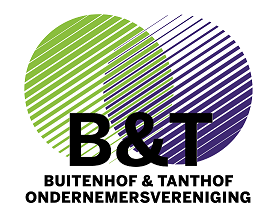 B&T
BUITENHOF & TANTHOF
ONDERNEMERSVERENIGING